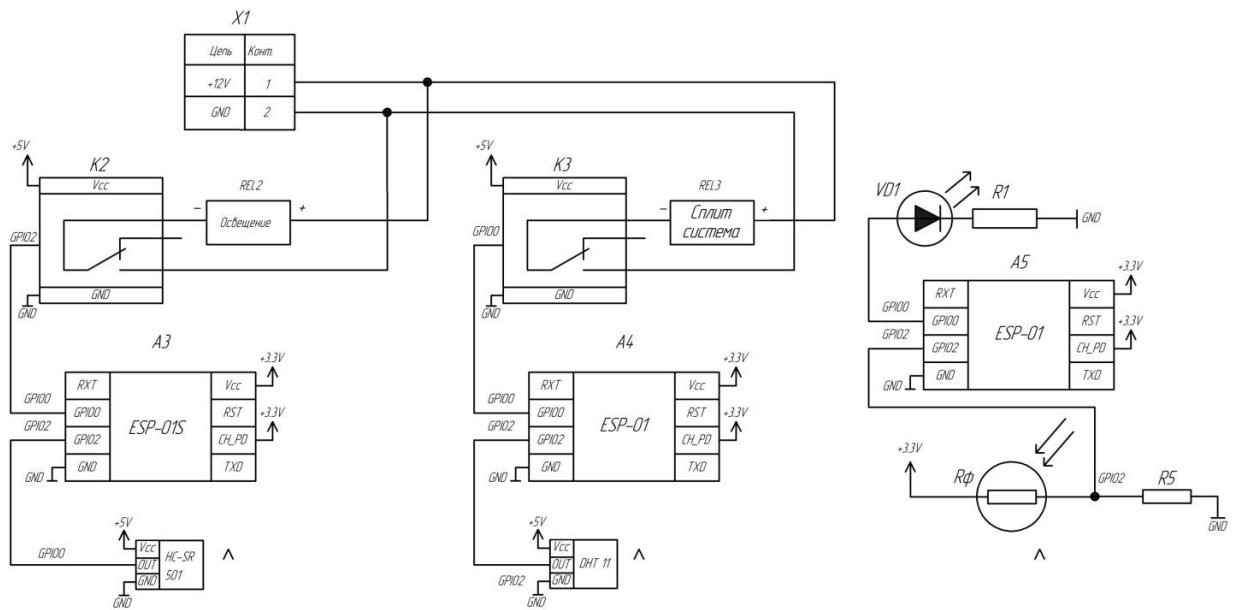 X1
Цепь Конт.
+12V 1
GND 2
+5V
K2
Vcc
REL2
- Освещение +
GPIO2
GND
GND
+5V
K3
Vcc
REL3
- Сплит система +
GPIO0
GND
GND
VD1
R1
GND
A5
+3.3V
RXT Vcc
GPIO0
GPIO0 ESP-01 RST
+3.3V
GPIO2
GPIO2 CH_PD
GND
GND TXD
A3
+3.3V
RXT Vcc
GPIO0
GPIO0 ESP-01S RST
+3.3V
GPIO2
GPIO2 CH_PD
GND
GND TXD
A4
+3.3V
RXT Vcc
GPIO0
GPIO0 ESP-01 RST
+3.3V
GPIO2
GPIO2 CH_PD
GND
GND TXD
+3.3V
Rф
GPIO2
R5
GND
+5V
GPIO0
Vcc
OUT
GND
HC-SR
501
GND
^
+5V
Vcc
OUT
GND
DHT 11
GPIO2
GND
^
^